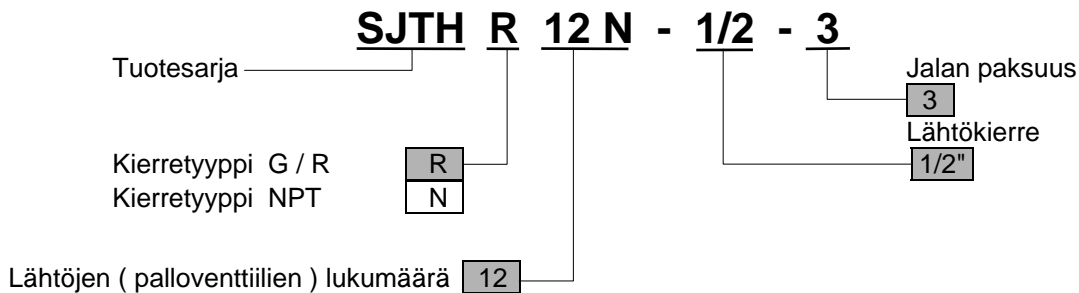 SJTH R 12 N - 1/2 - 3
Tuotesarja
Jalan paksuus
3
Lähtökierre
1/2"
Kierretyyppi G / R R
Kierretyyppi NPT N
Lähtöjen ( palloventtiilien ) lukumäärä 12